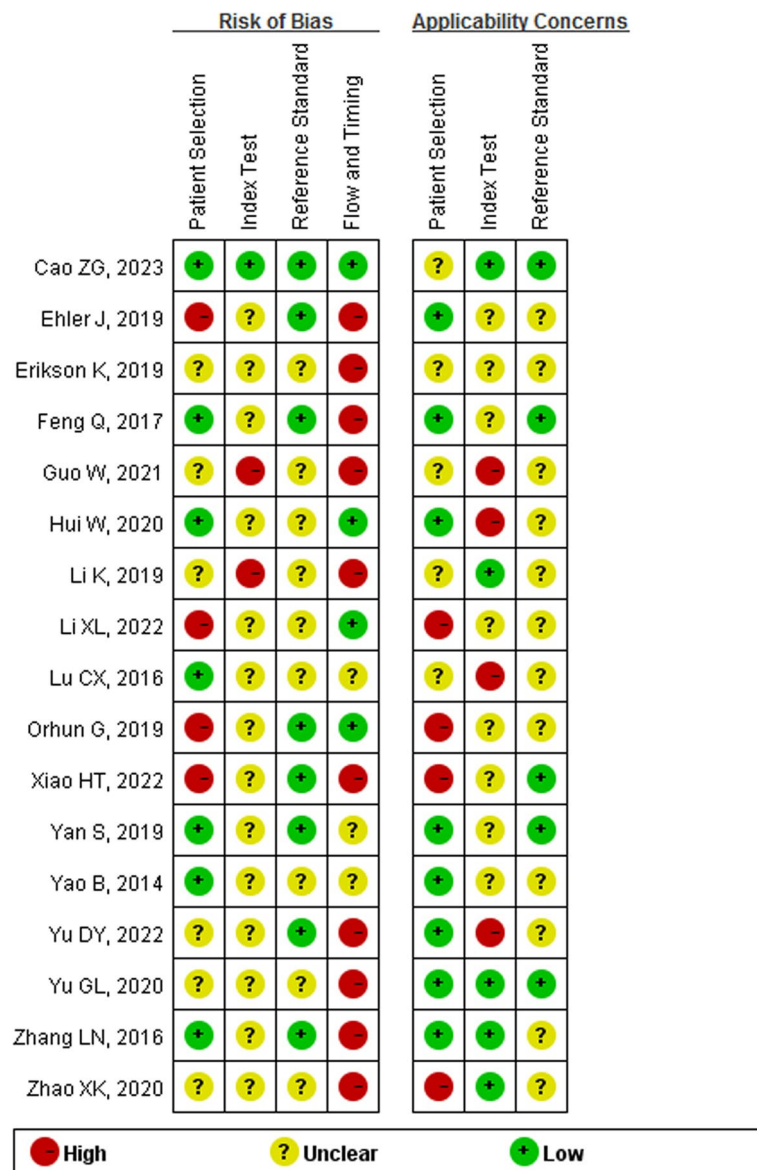 Risk of Bias Applicability Concerns
Patient Selection Index Test Reference Standard Flow and Timing Patient Selection Index Test Reference Standard
Cao ZG, 2023 + + + + ? + +
Ehler J, 2019 - ? + - + ? ?
Erikson K, 2019 ? ? ? - ? ? ?
Feng Q, 2017 + ? + - + ? +
Guo W, 2021 ? - ? - ? - ?
Hui W, 2020 + ? ? + + - ?
Li K, 2019 ? - ? - ? + ?
Li XL, 2022 - ? ? + - ? ?
Lu CX, 2016 + ? ? ? ? - ?
Orhun G, 2019 - ? + + - ? ?
Xiao HT, 2022 - ? + - - ? +
Yan S, 2019 + ? + ? + ? +
Yao B, 2014 + ? ? ? + ? ?
Yu DY, 2022 ? ? + - + - ?
Yu GL, 2020 ? ? ? - + + +
Zhang LN, 2016 + ? + - + + ?
Zhao XK, 2020 ? ? ? - - + ?
- High ? Unclear + Low